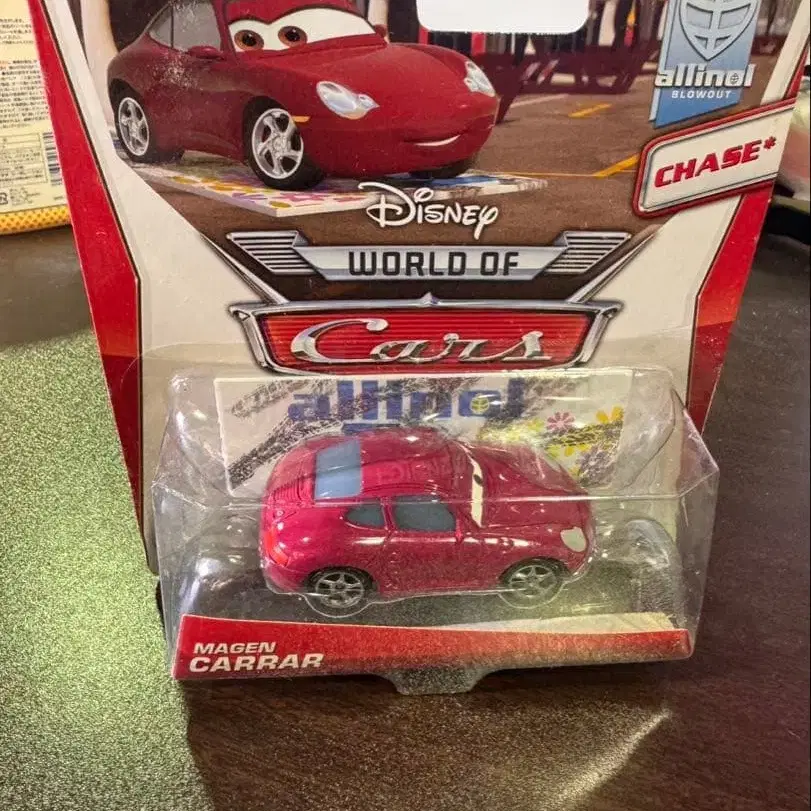 allinol
BLOWOUT
CHASE*
DISNEY
WORLD OF
Cars
allinol
MAGEN
CARRAR